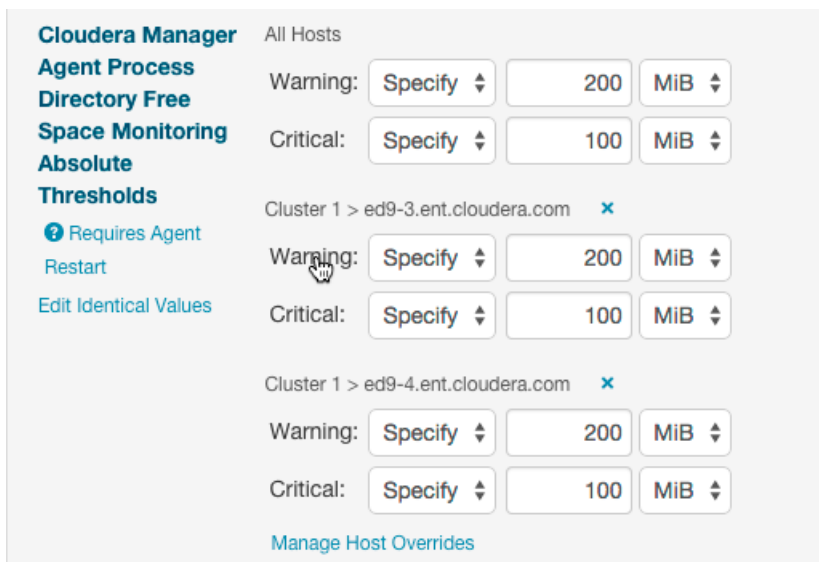 Cloudera Manager
Agent Process
Directory Free
Space Monitoring
Absolute
Thresholds
? Requires Agent
Restart
Edit Identical Values
All Hosts
Warning: Specify 200 MiB
Critical: Specify 100 MiB
Cluster 1 > ed9-3.ent.cloudera.com ×
Warning: Specify 200 MiB
Critical: Specify 100 MiB
Cluster 1 > ed9-4.ent.cloudera.com ×
Warning: Specify 200 MiB
Critical: Specify 100 MiB
Manage Host Overrides